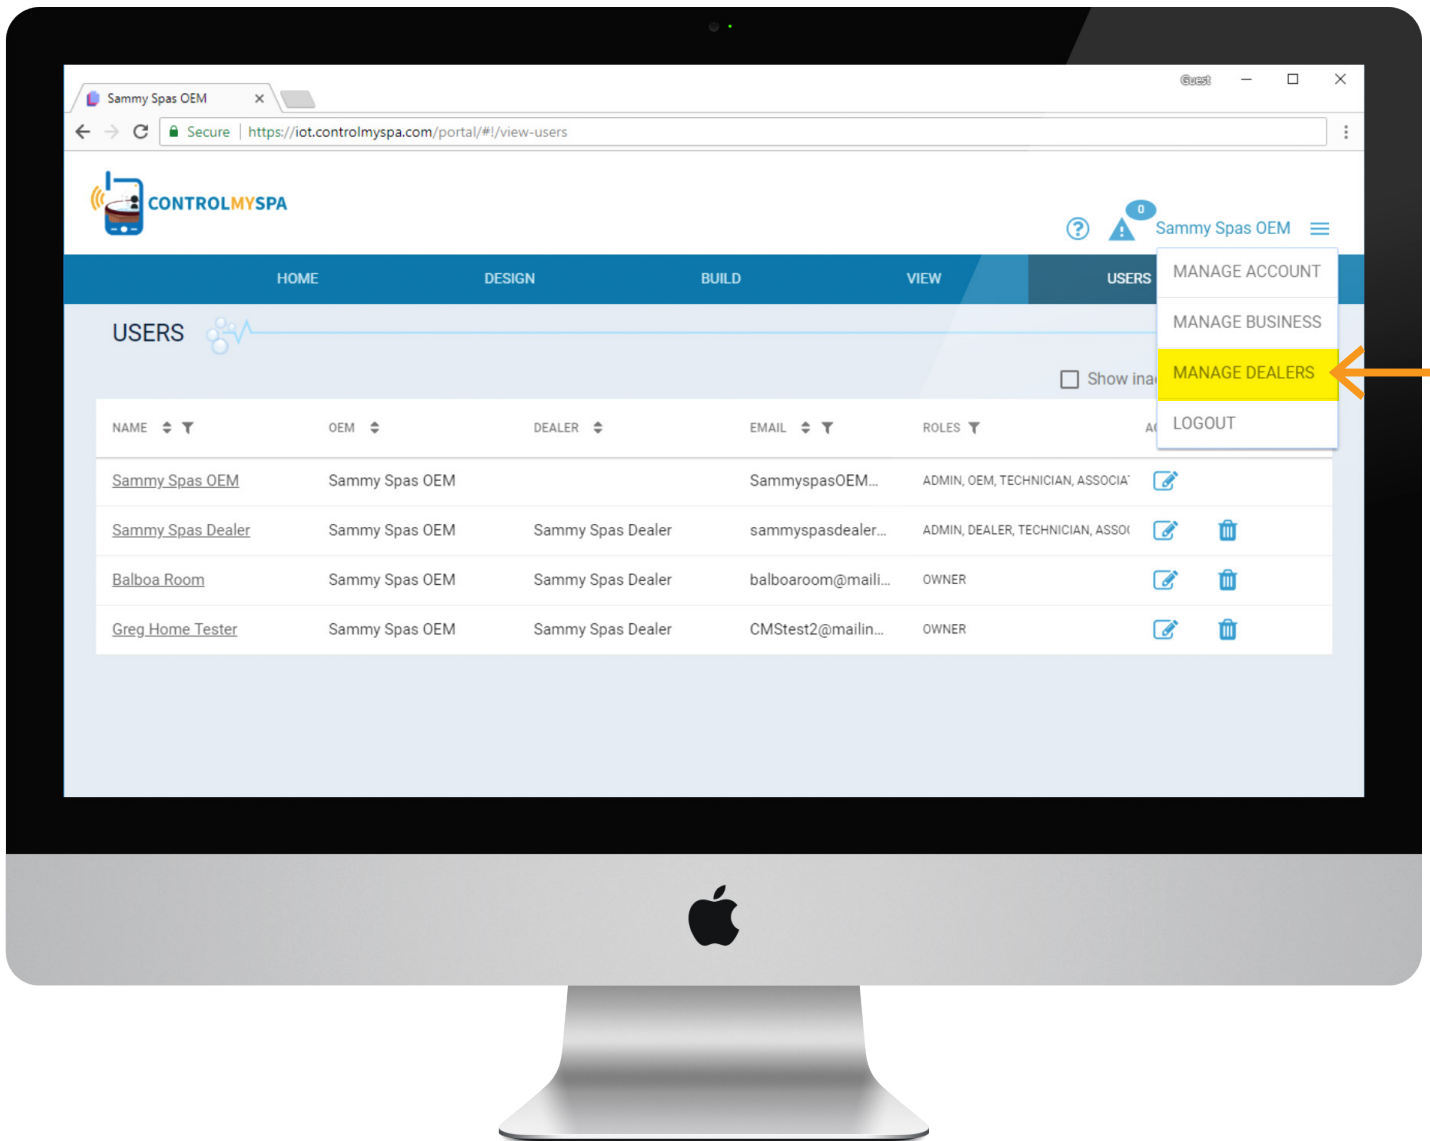 Guest
Sammy Spas OEM
Secure | https://iot.controlmyspa.com/portal/#!/view-users
CONTROLMYSPA
0
Sammy Spas OEM
HOME DESIGN BUILD VIEW USERS
MANAGE ACCOUNT
MANAGE BUSINESS
MANAGE DEALERS
LOGOUT
USERS
Show ina
NAME OEM DEALER EMAIL ROLES A
Sammy Spas OEM Sammy Spas OEM SammyspasOEM... ADMIN, OEM, TECHNICIAN, ASSOCIA
Sammy Spas Dealer Sammy Spas OEM Sammy Spas Dealer sammyspasdealer... ADMIN, DEALER, TECHNICIAN, ASSO
Balboa Room Sammy Spas OEM Sammy Spas Dealer balboaroom@maili... OWNER
Greg Home Tester Sammy Spas OEM Sammy Spas Dealer CMStest2@mailin... OWNER